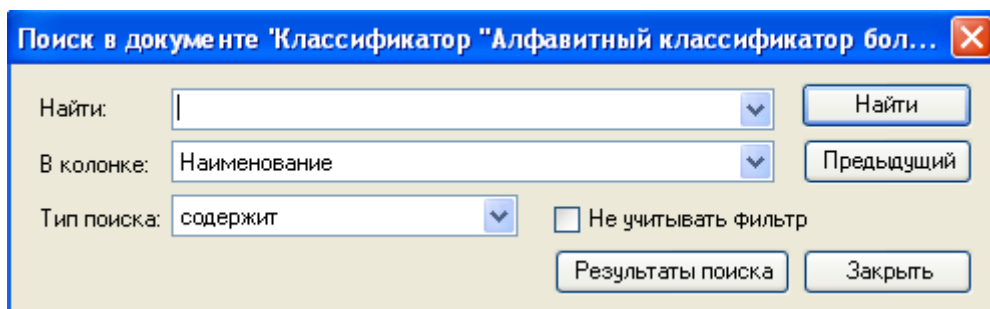 Поиск в документе 'Классификатор "Алфавитный классификатор бол...
Найти: Найти
В колонке: Наименование Предыдущий
Тип поиска: содержит Не учитывать фильтр
Результаты поиска Закрыть